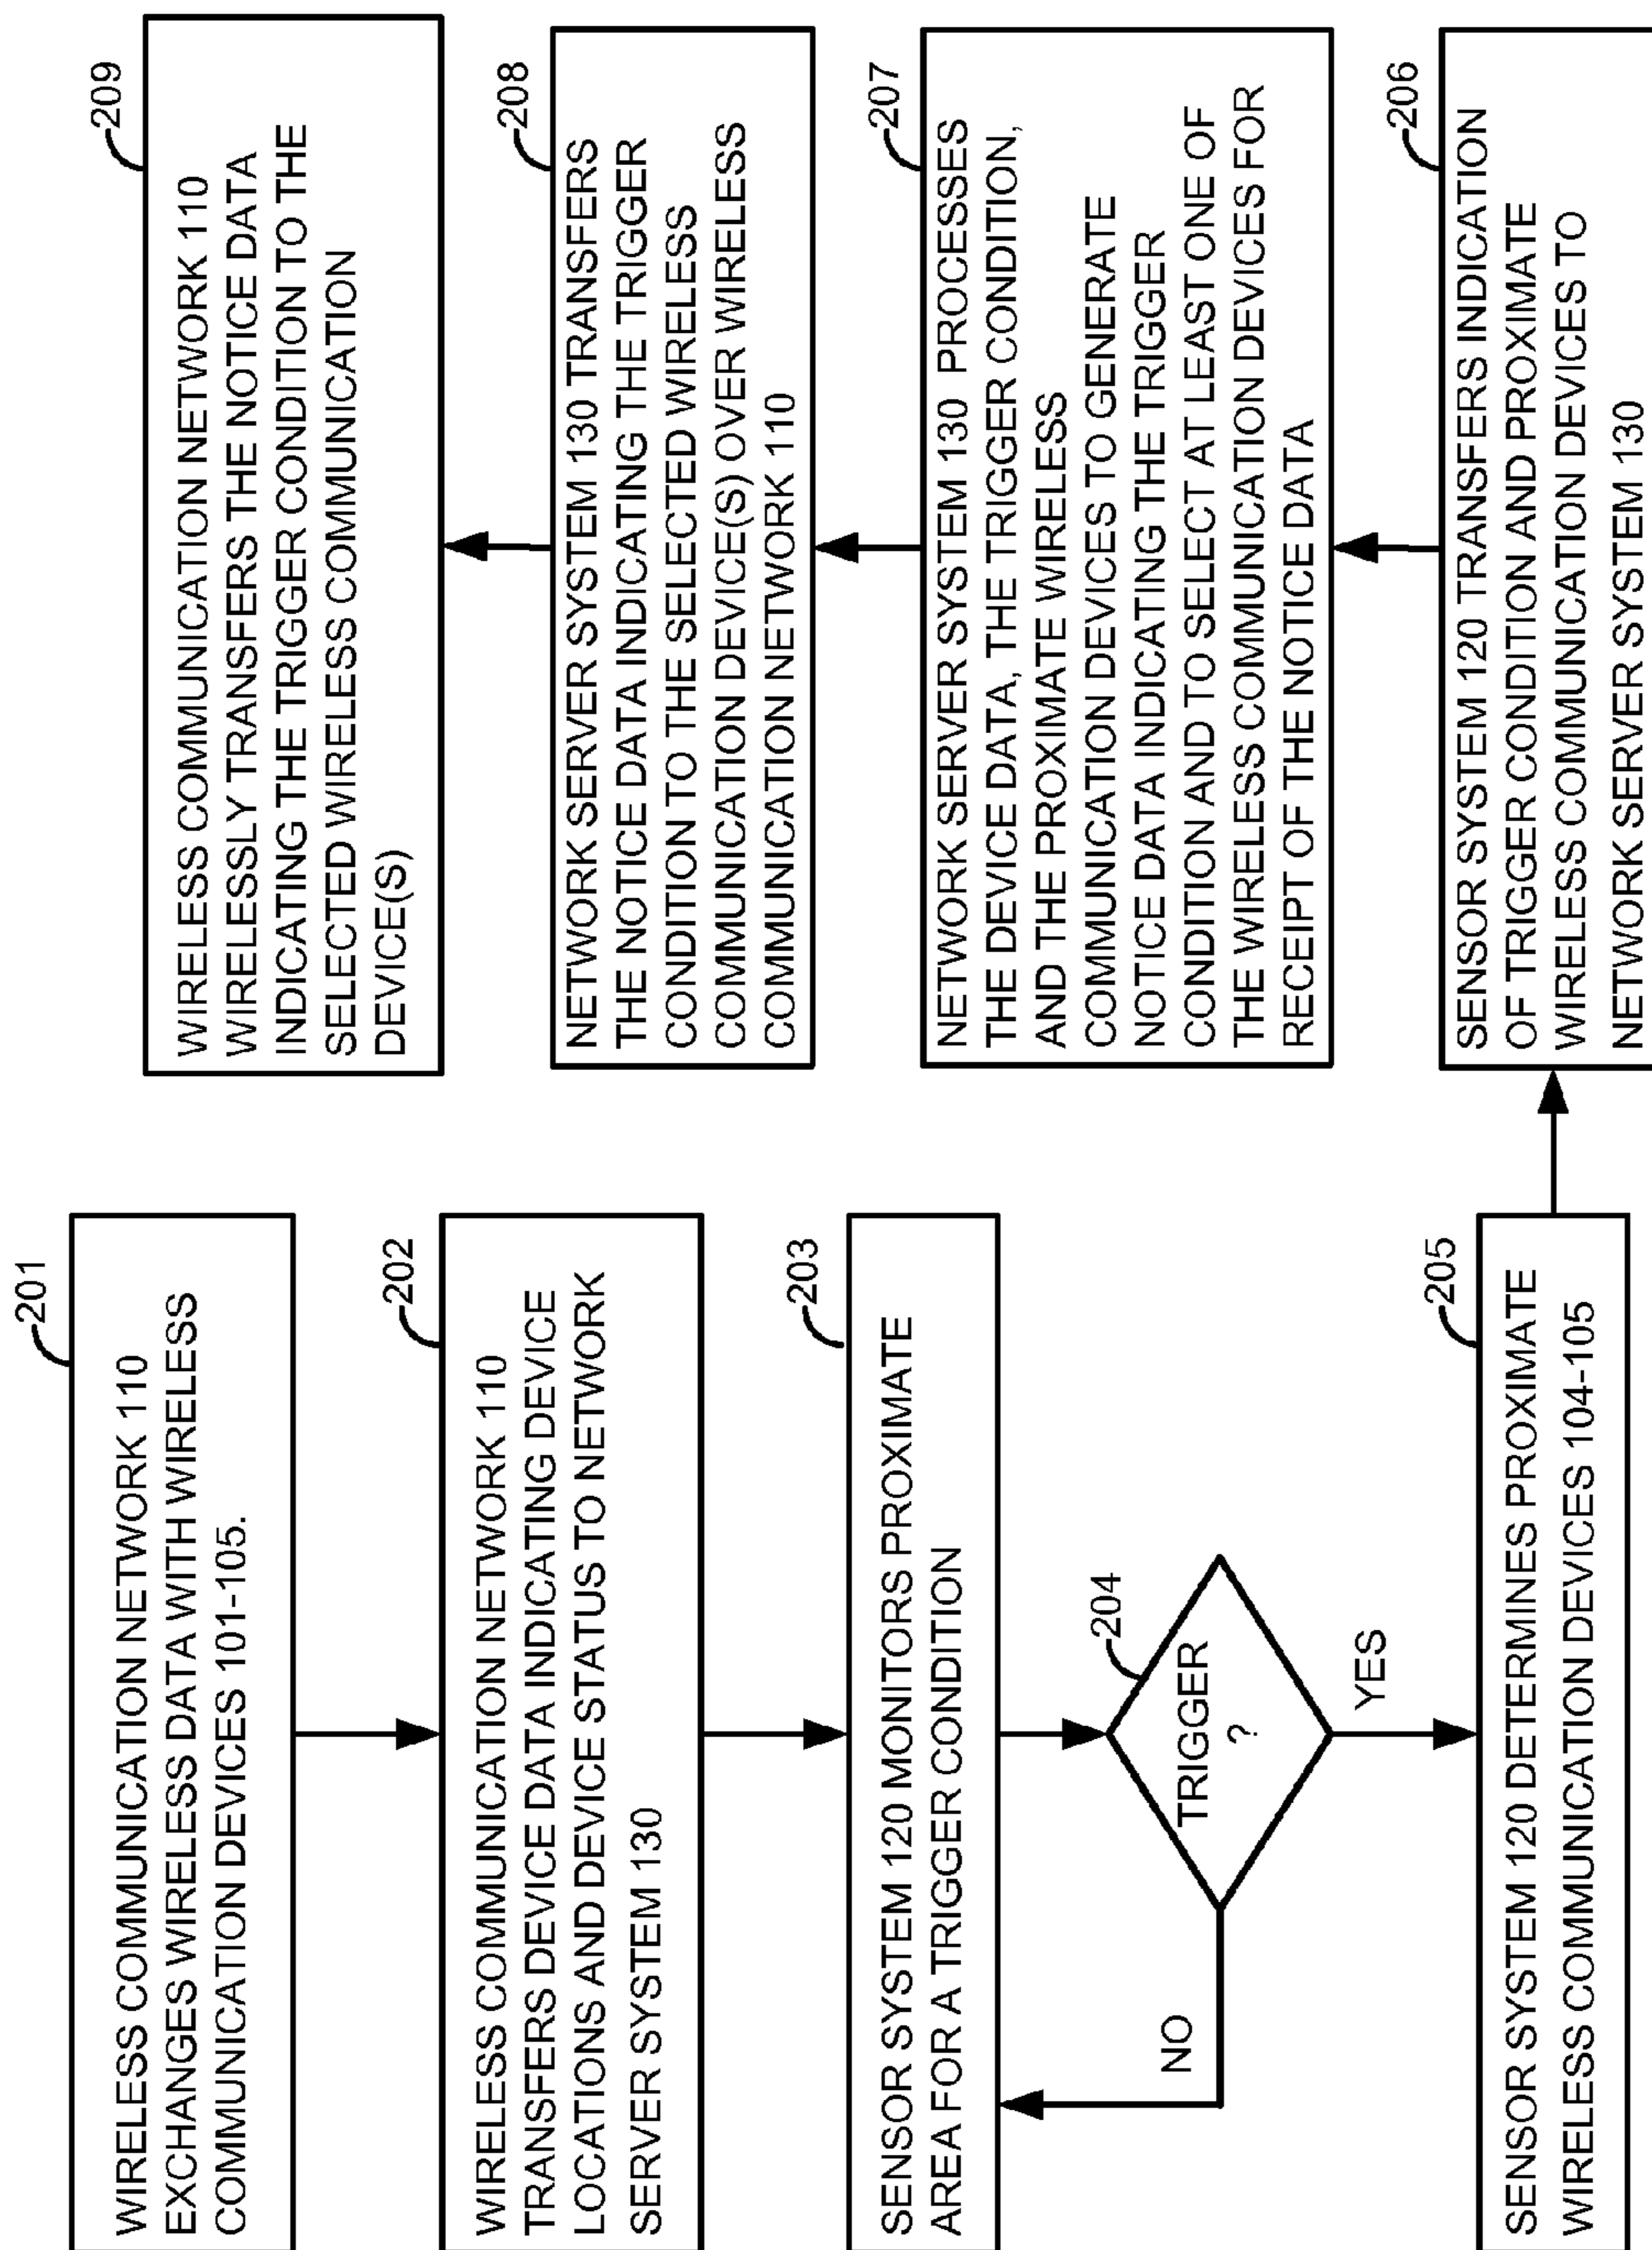 201
WIRELESS COMMUNICATION NETWORK 110
EXCHANGES WIRELESS DATA WITH WIRELESS
COMMUNICATION DEVICES 101-105.
202
WIRELESS COMMUNICATION NETWORK 110
TRANSFERS DEVICE DATA INDICATING DEVICE
LOCATIONS AND DEVICE STATUS TO NETWORK
SERVER SYSTEM 130
203
SENSOR SYSTEM 120 MONITORS PROXIMATE
AREA FOR A TRIGGER CONDITION
204
TRIGGER
?
NO
YES
205
SENSOR SYSTEM 120 DETERMINES PROXIMATE
WIRELESS COMMUNICATION DEVICES 104-105
206
SENSOR SYSTEM 120 TRANSFERS INDICATION
OF TRIGGER CONDITION AND PROXIMATE
WIRELESS COMMUNICATION DEVICES TO
NETWORK SERVER SYSTEM 130
207
NETWORK SERVER SYSTEM 130 PROCESSES
THE DEVICE DATA, THE TRIGGER CONDITION,
AND THE PROXIMATE WIRELESS
COMMUNICATION DEVICES TO GENERATE
NOTICE DATA INDICATING THE TRIGGER
CONDITION AND TO SELECT AT LEAST ONE OF
THE WIRELESS COMMUNICATION DEVICES FOR
RECEIPT OF THE NOTICE DATA
208
NETWORK SERVER SYSTEM 130 TRANSFERS
THE NOTICE DATA INDICATING THE TRIGGER
CONDITION TO THE SELECTED WIRELESS
COMMUNICATION DEVICE(S) OVER WIRELESS
COMMUNICATION NETWORK 110
209
WIRELESS COMMUNICATION NETWORK 110
WIRELESSLY TRANSFERS THE NOTICE DATA
INDICATING THE TRIGGER CONDITION TO THE
SELECTED WIRELESS COMMUNICATION
DEVICE(S)